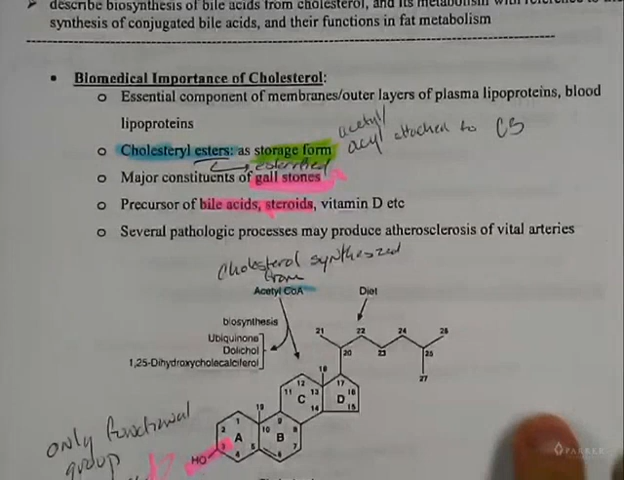 ➢ describe biosynthesis of bile acids from cholesterol, and its metabolism with reference to the
synthesis of conjugated bile acids, and their functions in fat metabolism
• Biomedical Importance of Cholesterol:
o Essential component of membranes/outer layers of plasma lipoproteins, blood
lipoproteins
acetyl
o Cholesteryl esters: as storage form acyl attached to C3
esterified
o Major constituents of gall stones
o Precursor of bile acids, steroids, vitamin D etc
o Several pathologic processes may produce atherosclerosis of vital arteries
Cholesterol synthesized
from
Acetyl CoA Diet
biosynthesis
Ubiquinone
Dolichol
1,25-Dihydroxycholecalciferol
21 22 24 26
20 23 25
27
18
12 17
11 13 16
C D
19 14 15
1 9
2 10 8
A B
3 5 7
4 6
HO
only functional
group
PARKER